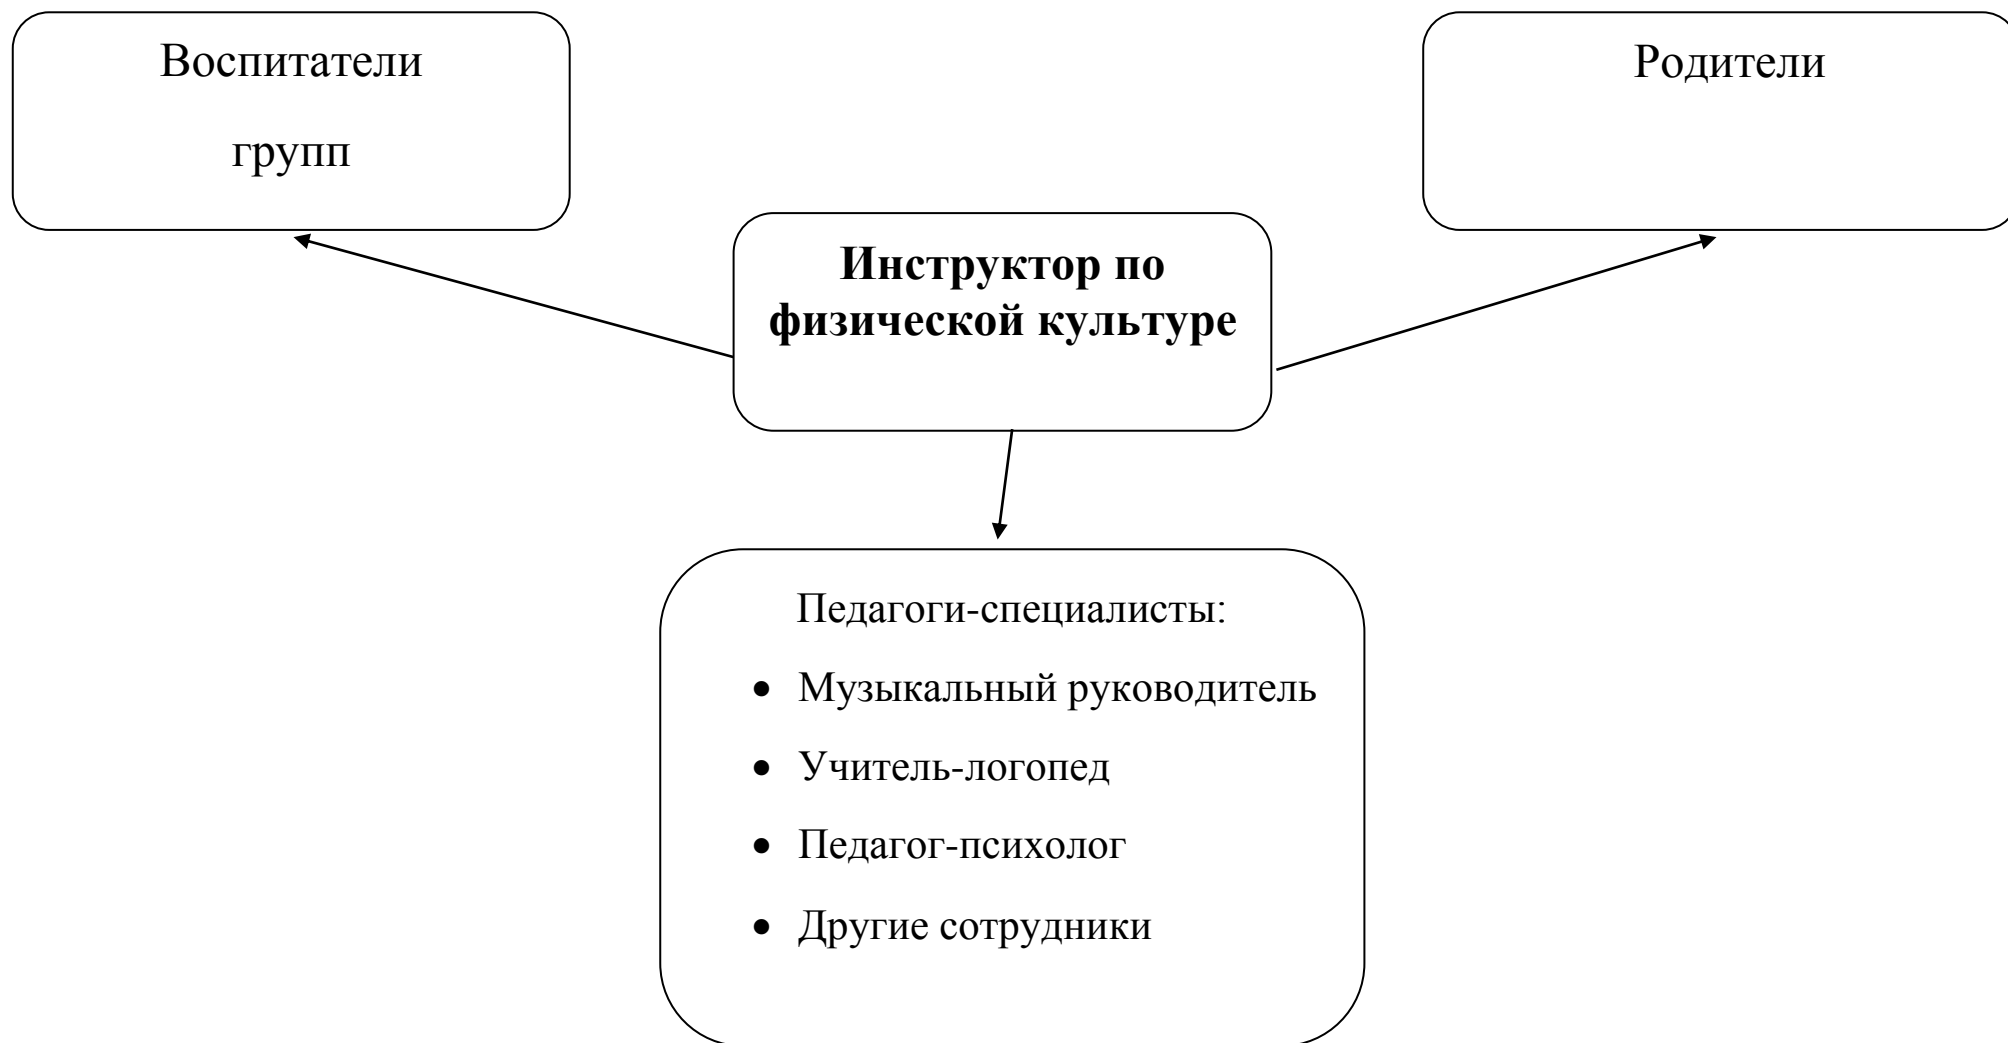 Воспитатели
групп
Родители
Инструктор по
физической культуре
Педагоги-специалисты:
• Музыкальный руководитель
• Учитель-логопед
• Педагог-психолог
• Другие сотрудники